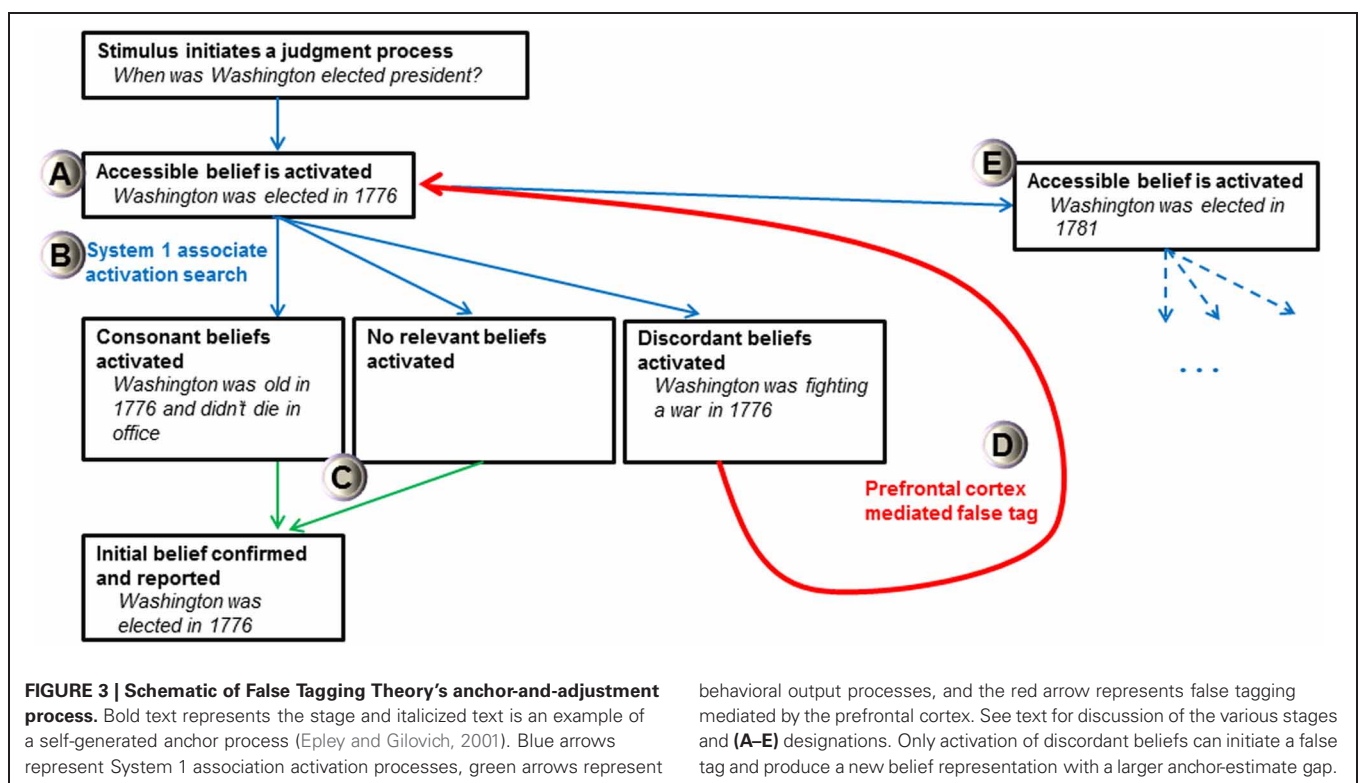 Stimulus initiates a judgment process
When was Washington elected president?
A
Accessible belief is activated
Washington was elected in 1776
E
Accessible belief is activated
Washington was elected in
1781
B
System 1 associate
activation search
Consonant beliefs
activated
Washington was old in
1776 and didn't die in
office
No relevant beliefs
activated
Discordant beliefs
activated
Washington was fighting
a war in 1776
. . .
C
D
Prefrontal cortex
mediated false tag
Initial belief confirmed
and reported
Washington was
elected in 1776
FIGURE 3 | Schematic of False Tagging Theory's anchor-and-adjustment
process. Bold text represents the stage and italicized text is an example of
a self-generated anchor process (Epley and Gilovich, 2001). Blue arrows
represent System 1 association activation processes, green arrows represent
behavioral output processes, and the red arrow represents false tagging
mediated by the prefrontal cortex. See text for discussion of the various stages
and (A–E) designations. Only activation of discordant beliefs can initiate a false
tag and produce a new belief representation with a larger anchor-estimate gap.